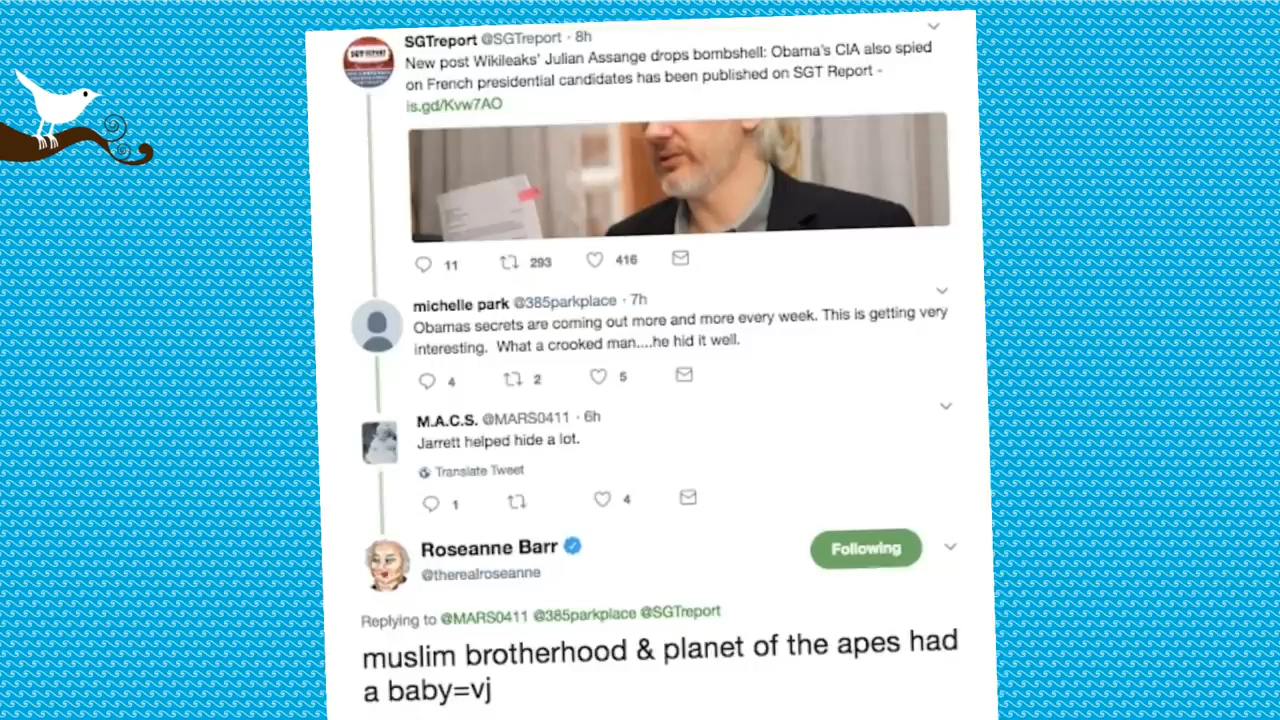 SGTreport @SGTreport · 8h
New post Wikileaks' Julian Assange drops bombshell: Obama's CIA also spied
on French presidential candidates has been published on SGT Report -
is.gd/Kvw7AO
11 293 416
michelle park @385parkplace · 7h
Obamas secrets are coming out more and more every week. This is getting very
interesting. What a crooked man....he hid it well.
4 2 5
M.A.C.S. @MARS0411 · 6h
Jarrett helped hide a lot.
Translate Tweet
1 4
Roseanne Barr
Following
@therealroseanne
Replying to @MARS0411 @385parkplace @SGTreport
muslim brotherhood & planet of the apes had
a baby=vj